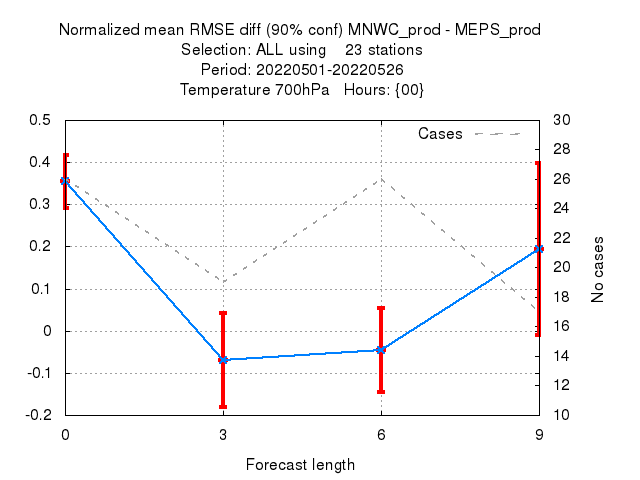 Normalized mean RMSE diff (90% conf) MNWC_prod - MEPS_prod
Selection: ALL using    23 stations
Period: 20220501-20220526
Temperature 700hPa   Hours: {00}
Cases
0.5
0.4
0.3
0.2
0.1
0
-0.1
-0.2
30
28
26
24
22
20
18
16
14
12
10
No cases
0 3 6 9
Forecast length